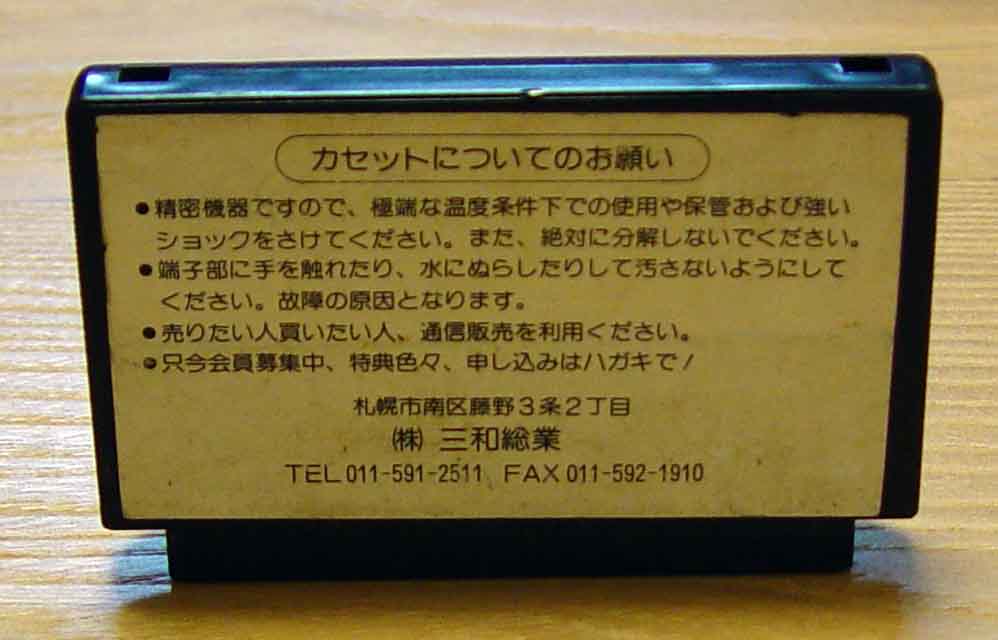 カセットについてのお願い
●精密機器ですので、極端な温度条件下での使用や保管および強い
ショックをさけてください。また、絶対に分解しないでください。
●端子部に手を触れたり、水にぬらしたりして汚さないようにして
ください。故障の原因となります。
●売りたい人買いたい人、通信販売を利用ください。
●只今会員募集中、特典色々、申し込みはハガキで!
札幌市南区藤野3条2丁目
㈱ 三和総業
TEL 011-591-2511 FAX 011-592-1910